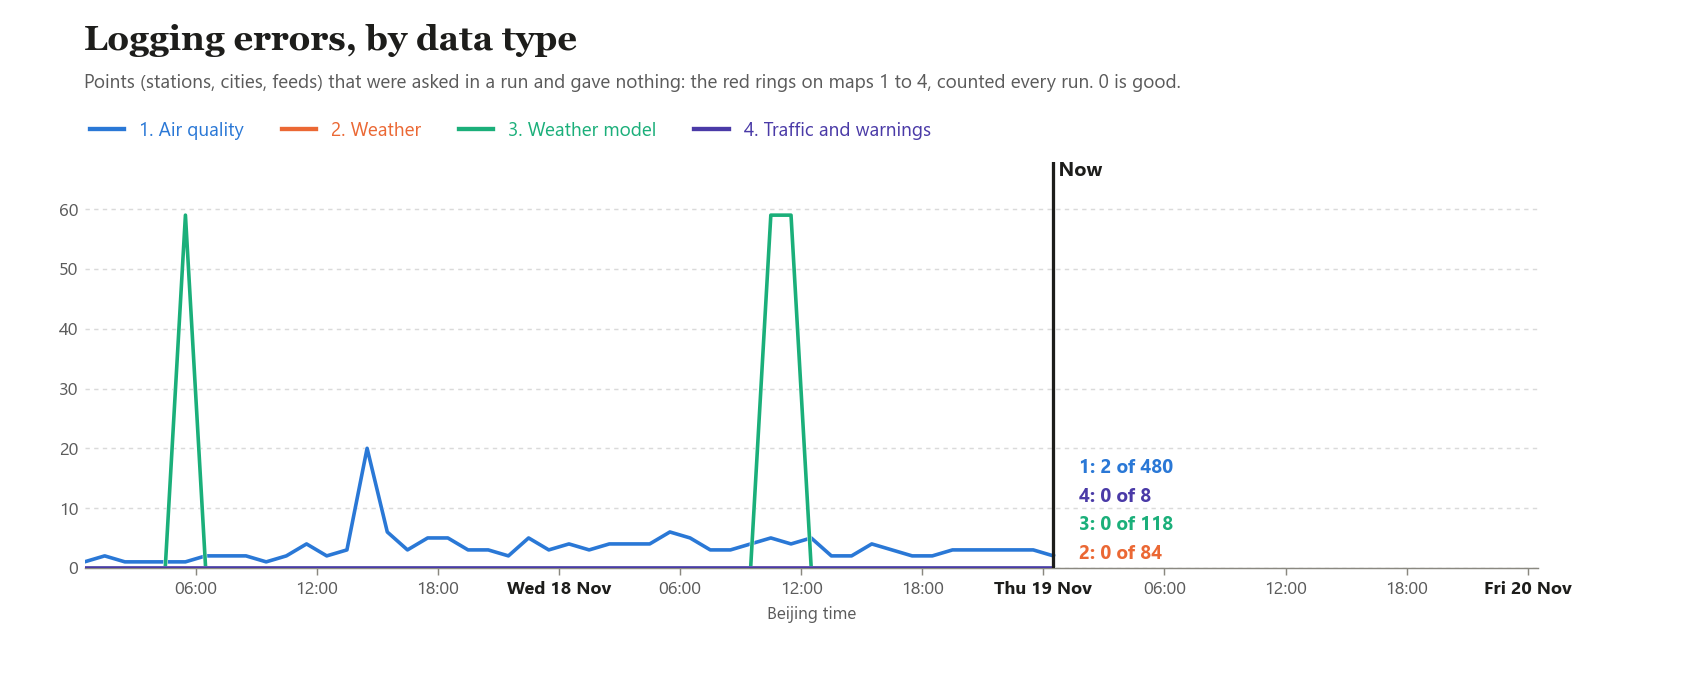 Logging errors, by data type
Points (stations, cities, feeds) that were asked in a run and gave nothing: the red rings on maps 1 to 4, counted every run. 0 is good.
1. Air quality 2. Weather 3. Weather model 4. Traffic and warnings
Now
60
50
40
30
20
10
0
1: 2 of 480
4: 0 of 8
3: 0 of 118
2: 0 of 84
06:00 12:00 18:00 Wed 18 Nov 06:00 12:00 18:00 Thu 19 Nov 06:00 12:00 18:00 Fri 20 Nov
Beijing time